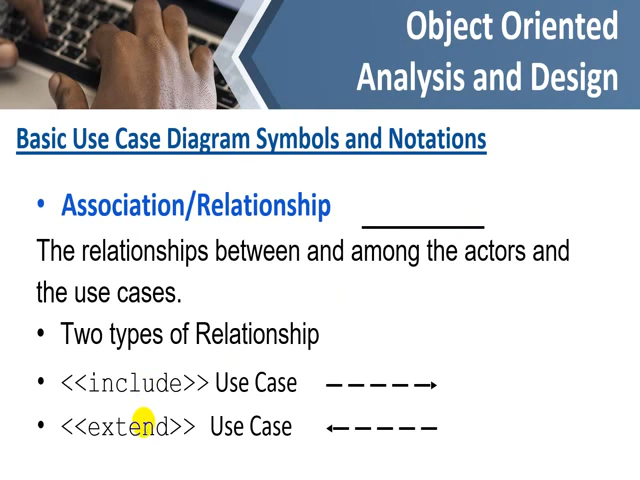 Object Oriented
Analysis and Design
Basic Use Case Diagram Symbols and Notations
• Association/Relationship
The relationships between and among the actors and
the use cases.
• Two types of Relationship
• <<include>> Use Case
• <<extend>> Use Case